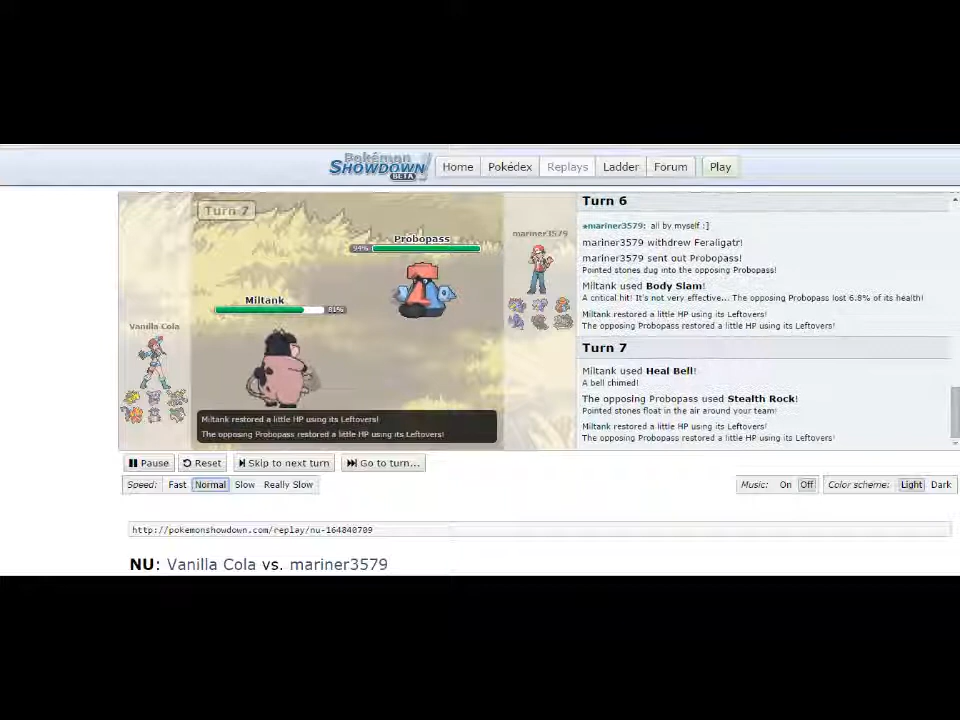 Pokémon
SHOWDOWN
BETA
Home
Pokédex
Replays
Ladder
Forum
Play
Turn 7
Probopass
94%
Miltank
81%
Vanilla Cola
mariner3579
Miltank restored a little HP using its Leftovers!
The opposing Probopass restored a little HP using its Leftovers!
Turn 6
★mariner3579: all by myself :]
mariner3579 withdrew Feraligatr!
mariner3579 sent out Probopass!
Pointed stones dug into the opposing Probopass!
Miltank used Body Slam!
A critical hit! It's not very effective... The opposing Probopass lost 6.8% of its health!
Miltank restored a little HP using its Leftovers!
The opposing Probopass restored a little HP using its Leftovers!
Turn 7
Miltank used Heal Bell!
A bell chimed!
The opposing Probopass used Stealth Rock!
Pointed stones float in the air around your team!
Miltank restored a little HP using its Leftovers!
The opposing Probopass restored a little HP using its Leftovers!
Pause
Reset
Skip to next turn
Go to turn...
Speed: Fast Normal Slow Really Slow
Music: On Off
Color scheme: Light Dark
http://pokemonshowdown.com/replay/nu-164840709
NU: Vanilla Cola vs. mariner3579